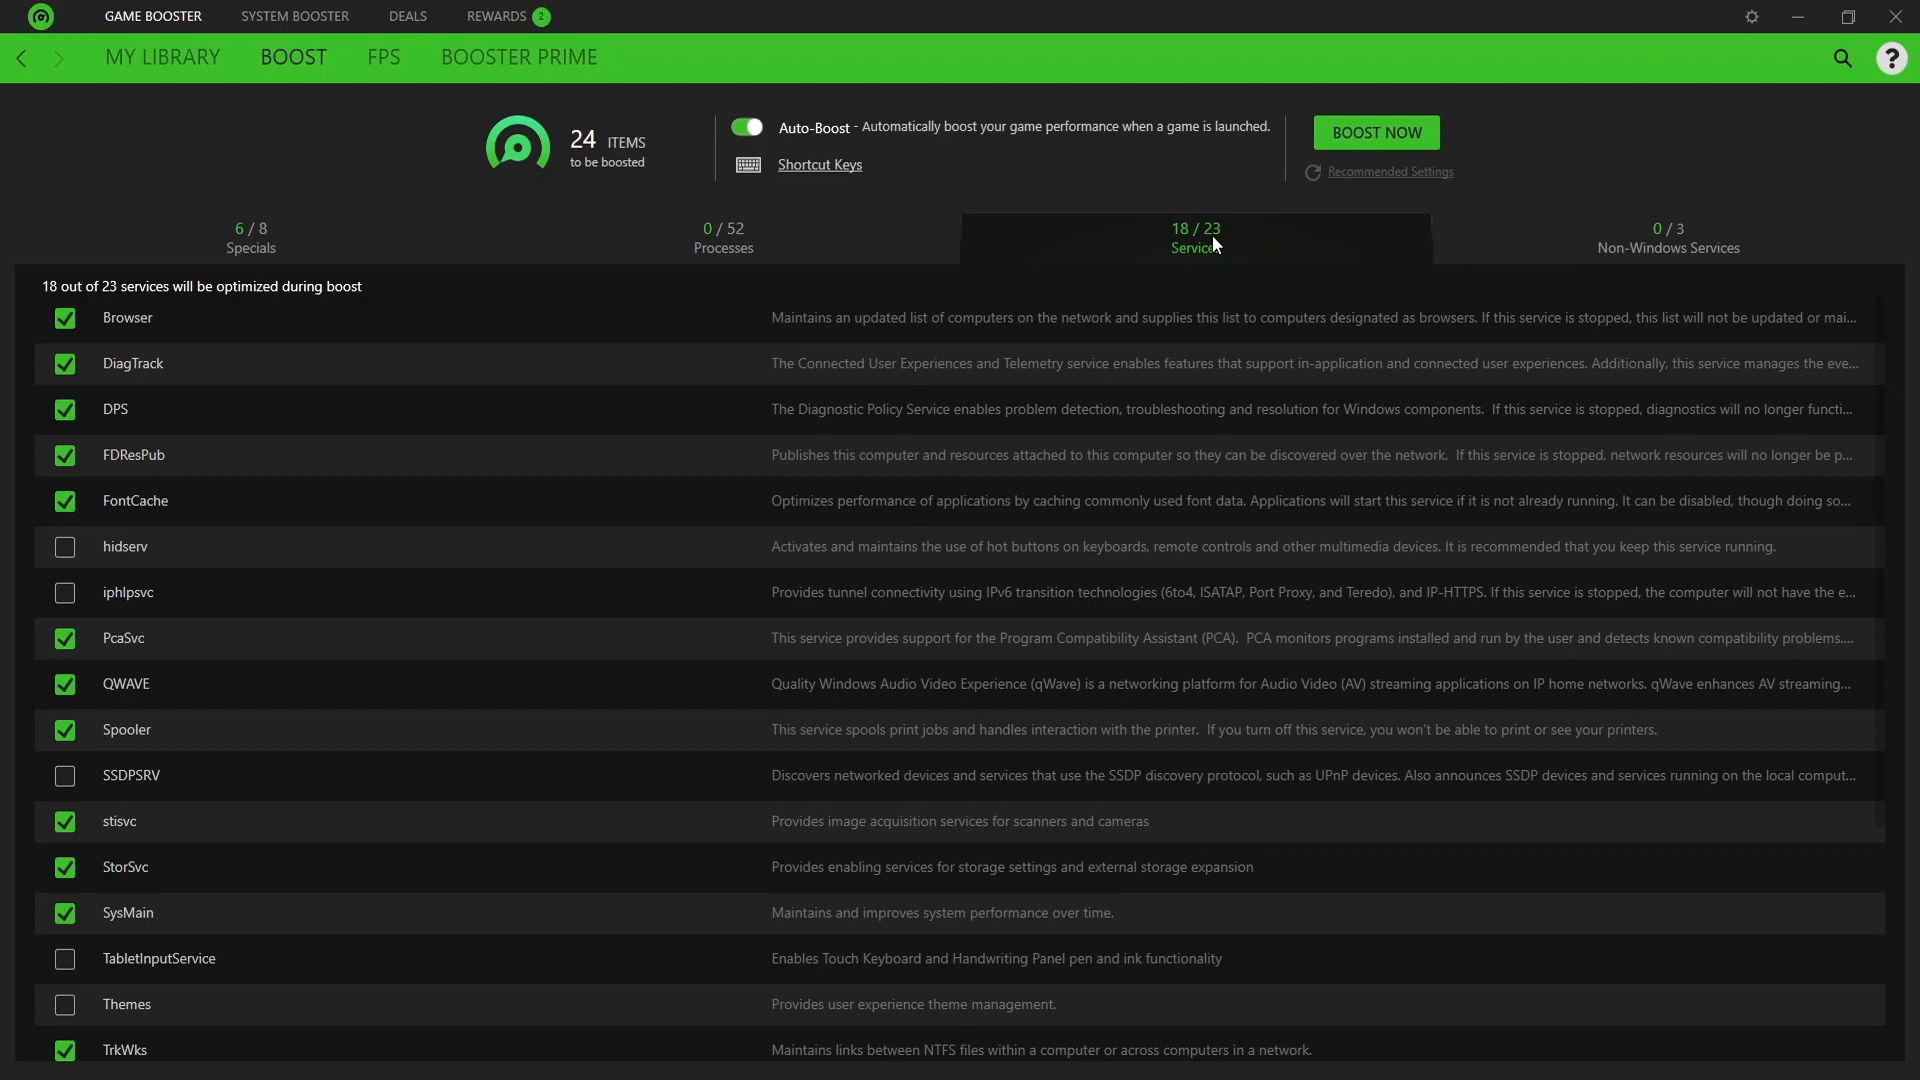 GAME BOOSTER SYSTEM BOOSTER DEALS REWARDS 2
MY LIBRARY BOOST FPS BOOSTER PRIME ?
24 ITEMS
to be boosted
Auto-Boost - Automatically boost your game performance when a game is launched.
Shortcut Keys
BOOST NOW
Recommended Settings
6 / 8
Specials
0 / 52
Processes
18 / 23
Services
0 / 3
Non-Windows Services
18 out of 23 services will be optimized during boost
Browser Maintains an updated list of computers on the network and supplies this list to computers designated as browsers. If this service is stopped, this list will not be updated or mai...
DiagTrack The Connected User Experiences and Telemetry service enables features that support in-application and connected user experiences. Additionally, this service manages the eve...
DPS The Diagnostic Policy Service enables problem detection, troubleshooting and resolution for Windows components. If this service is stopped, diagnostics will no longer functi...
FDResPub Publishes this computer and resources attached to this computer so they can be discovered over the network. If this service is stopped, network resources will no longer be p...
FontCache Optimizes performance of applications by caching commonly used font data. Applications will start this service if it is not already running. It can be disabled, though doing so...
hidserv Activates and maintains the use of hot buttons on keyboards, remote controls and other multimedia devices. It is recommended that you keep this service running.
iphlpsvc Provides tunnel connectivity using IPv6 transition technologies (6to4, ISATAP, Port Proxy, and Teredo), and IP-HTTPS. If this service is stopped, the computer will not have the e...
PcaSvc This service provides support for the Program Compatibility Assistant (PCA). PCA monitors programs installed and run by the user and detects known compatibility problems....
QWAVE Quality Windows Audio Video Experience (qWave) is a networking platform for Audio Video (AV) streaming applications on IP home networks. qWave enhances AV streaming...
Spooler This service spools print jobs and handles interaction with the printer. If you turn off this service, you won't be able to print or see your printers.
SSDPSRV Discovers networked devices and services that use the SSDP discovery protocol, such as UPnP devices. Also announces SSDP devices and services running on the local comput...
stisvc Provides image acquisition services for scanners and cameras
StorSvc Provides enabling services for storage settings and external storage expansion
SysMain Maintains and improves system performance over time.
TabletInputService Enables Touch Keyboard and Handwriting Panel pen and ink functionality
Themes Provides user experience theme management.
TrkWks Maintains links between NTFS files within a computer or across computers in a network.